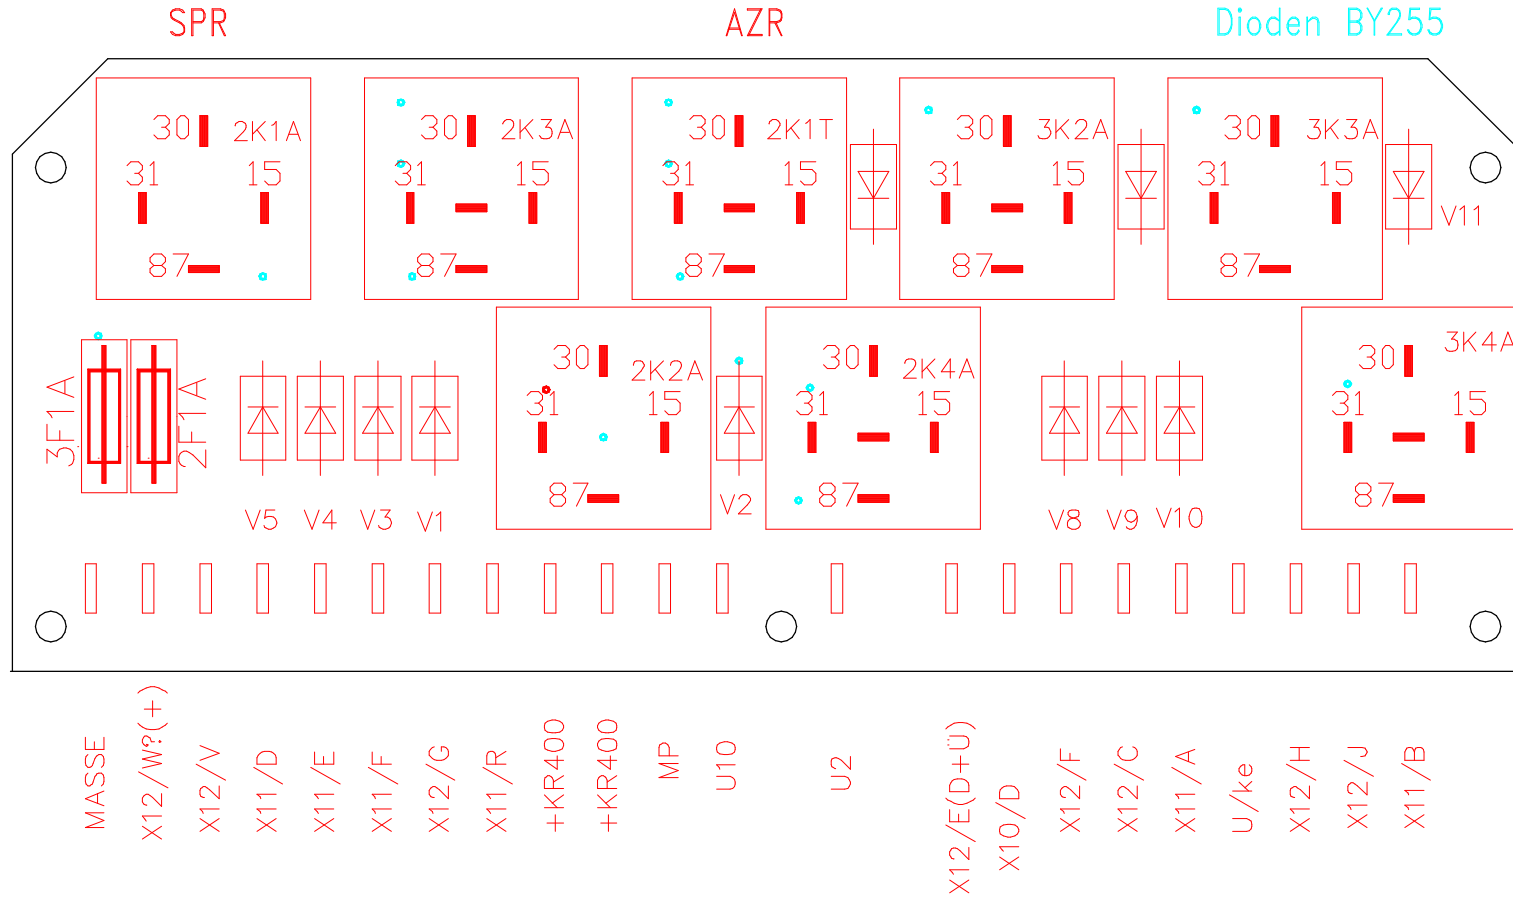 SPR AZR Dioden BY255
30 2K1A 30 2K3A 30 2K1T 30 3K2A 30 3K3A
31 15 31 15 31 15 31 15 31 15
V11
87 87 87 87 87
30 2K2A 30 2K4A 30 3K4A
3F1A 2F1A 31 15 31 15 31 15
87 V2 87 87
V5 V4 V3 V1 V8 V9 V10
MASSE
X12/W?(+)
X12/V
X11/D
X11/E
X11/F
X12/G
X11/R
+KR400
+KR400
MP
U10
U2
X12/E(D+Ü)
X10/D
X12/F
X12/C
X11/A
U/ke
X12/H
X12/J
X11/B